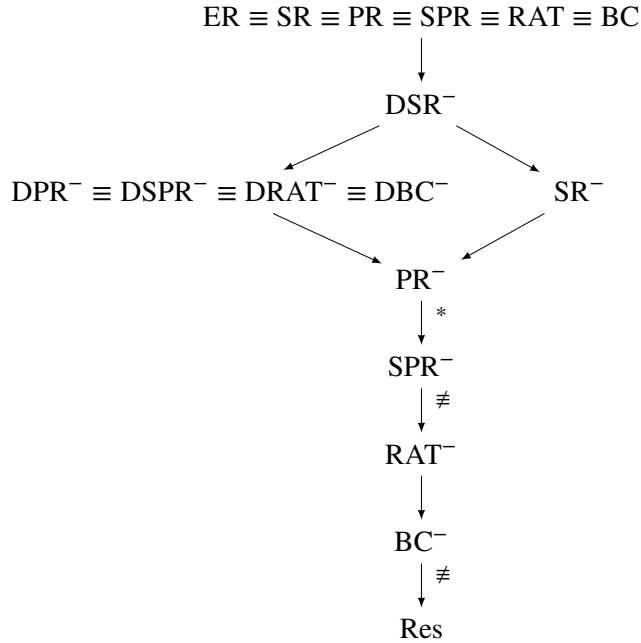 ER ≡ SR ≡ PR ≡ SPR ≡ RAT ≡ BC
DSR⁻
DPR⁻ ≡ DSPR⁻ ≡ DRAT⁻ ≡ DBC⁻
SR⁻
PR⁻
*
SPR⁻
≢
RAT⁻
BC⁻
≢
Res